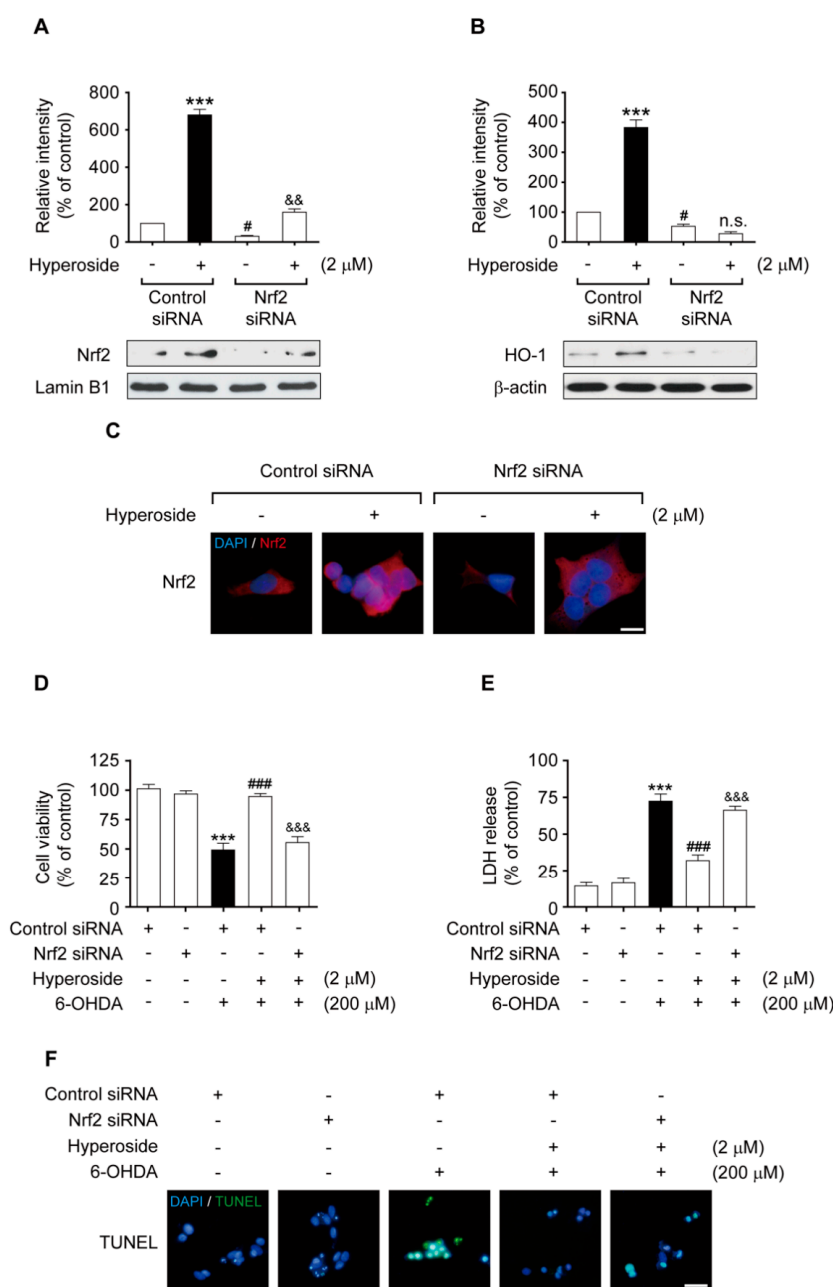 A
Relative intensity
(% of control)
800
600
400
200
100
0
***
#
&&
Hyperoside - + - + (2 μM)
Control
siRNA
Nrf2
siRNA
Nrf2
Lamin B1
B
Relative intensity
(% of control)
500
400
300
200
100
0
***
#
n.s.
Hyperoside - + - + (2 μM)
Control
siRNA
Nrf2
siRNA
HO-1
β-actin
C
Control siRNA Nrf2 siRNA
Hyperoside - + - + (2 μM)
DAPI / Nrf2
Nrf2
D
Cell viability
(% of control)
125
100
75
50
25
0
***
###
&&&
Control siRNA + - + + -
Nrf2 siRNA - + - - +
Hyperoside - - - + + (2 μM)
6-OHDA - - + + + (200 μM)
E
LDH release
(% of control)
100
75
50
25
0
***
###
&&&
Control siRNA + - + + -
Nrf2 siRNA - + - - +
Hyperoside - - - + + (2 μM)
6-OHDA - - + + + (200 μM)
F
Control siRNA + - + + -
Nrf2 siRNA - + - - +
Hyperoside - - - + + (2 μM)
6-OHDA - - + + + (200 μM)
DAPI / TUNEL
TUNEL